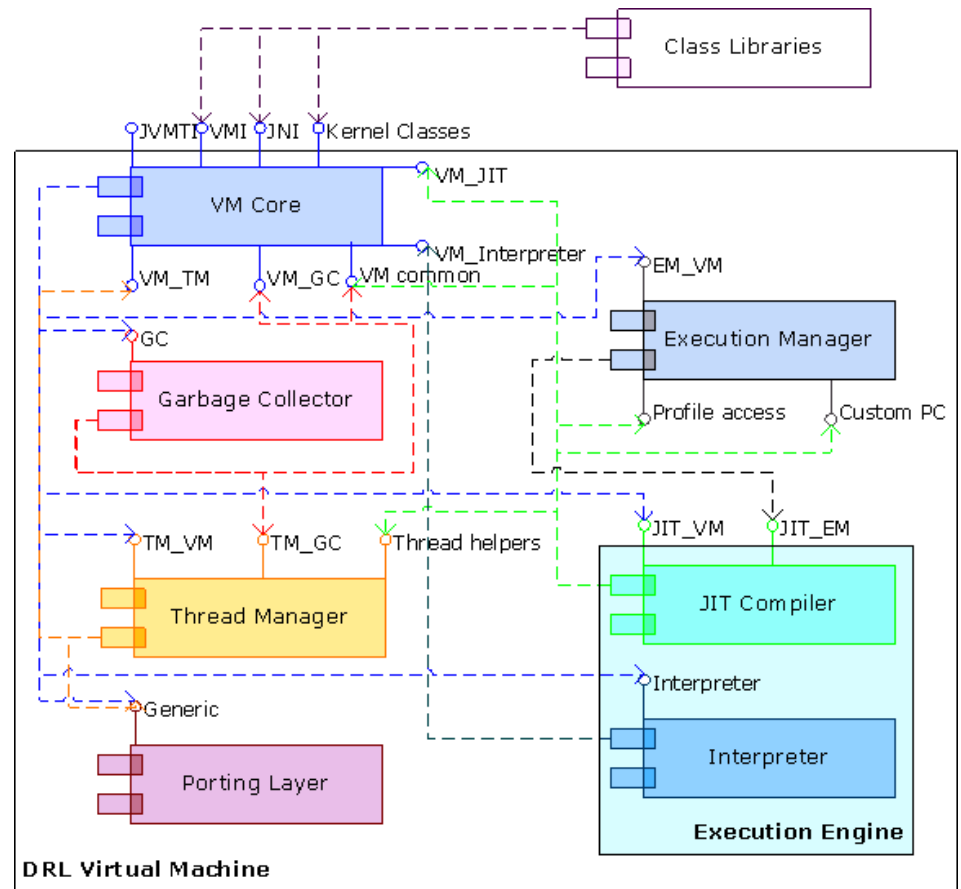 Class Libraries
JVMTI VMI JNI Kernel Classes
VM_JIT
VM Core
VM_Interpreter
VM_TM VM_GC VM common
EM_VM
GC
Execution Manager
Garbage Collector
Profile access Custom PC
TM_VM TM_GC Thread helpers
JIT_VM JIT_EM
JIT Compiler
Thread Manager
Interpreter
Generic
Interpreter
Porting Layer
Execution Engine
DRL Virtual Machine